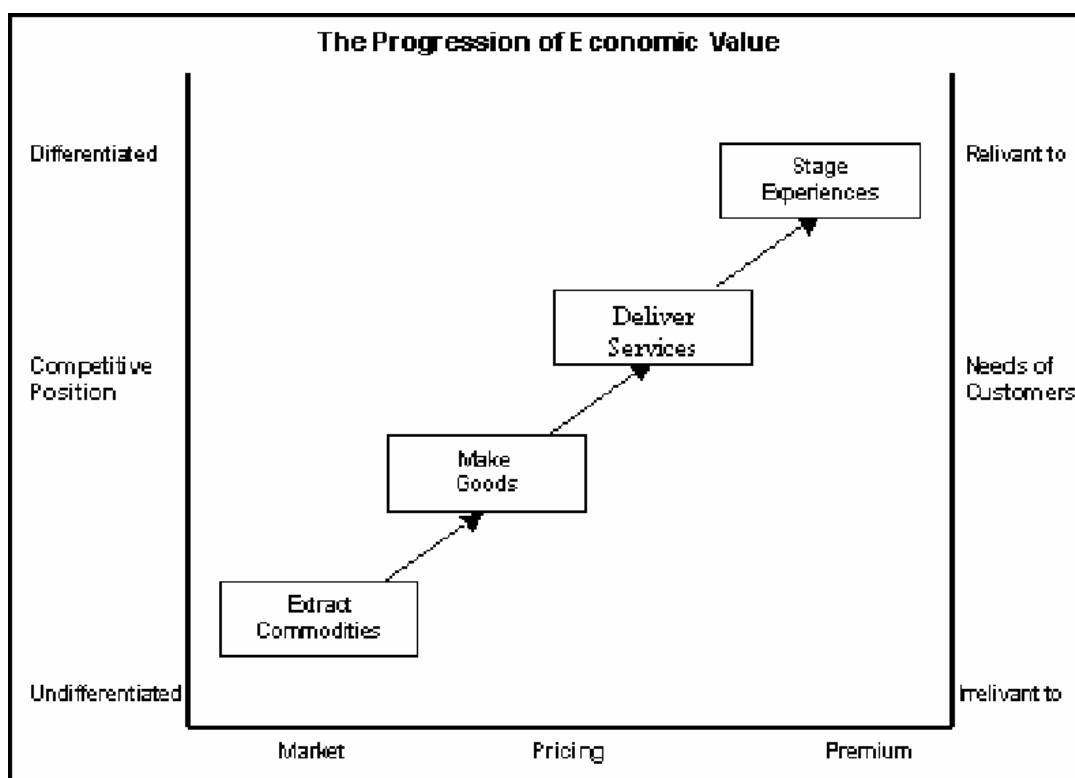 The Progression of Economic Value
Differentiated
Stage
Experiences
Relivant to
Deliver
Services
Competitive
Position
Needs of
Customers
Make
Goods
Extract
Commodities
Undifferentiated
Irrelivant to
Market
Pricing
Premium